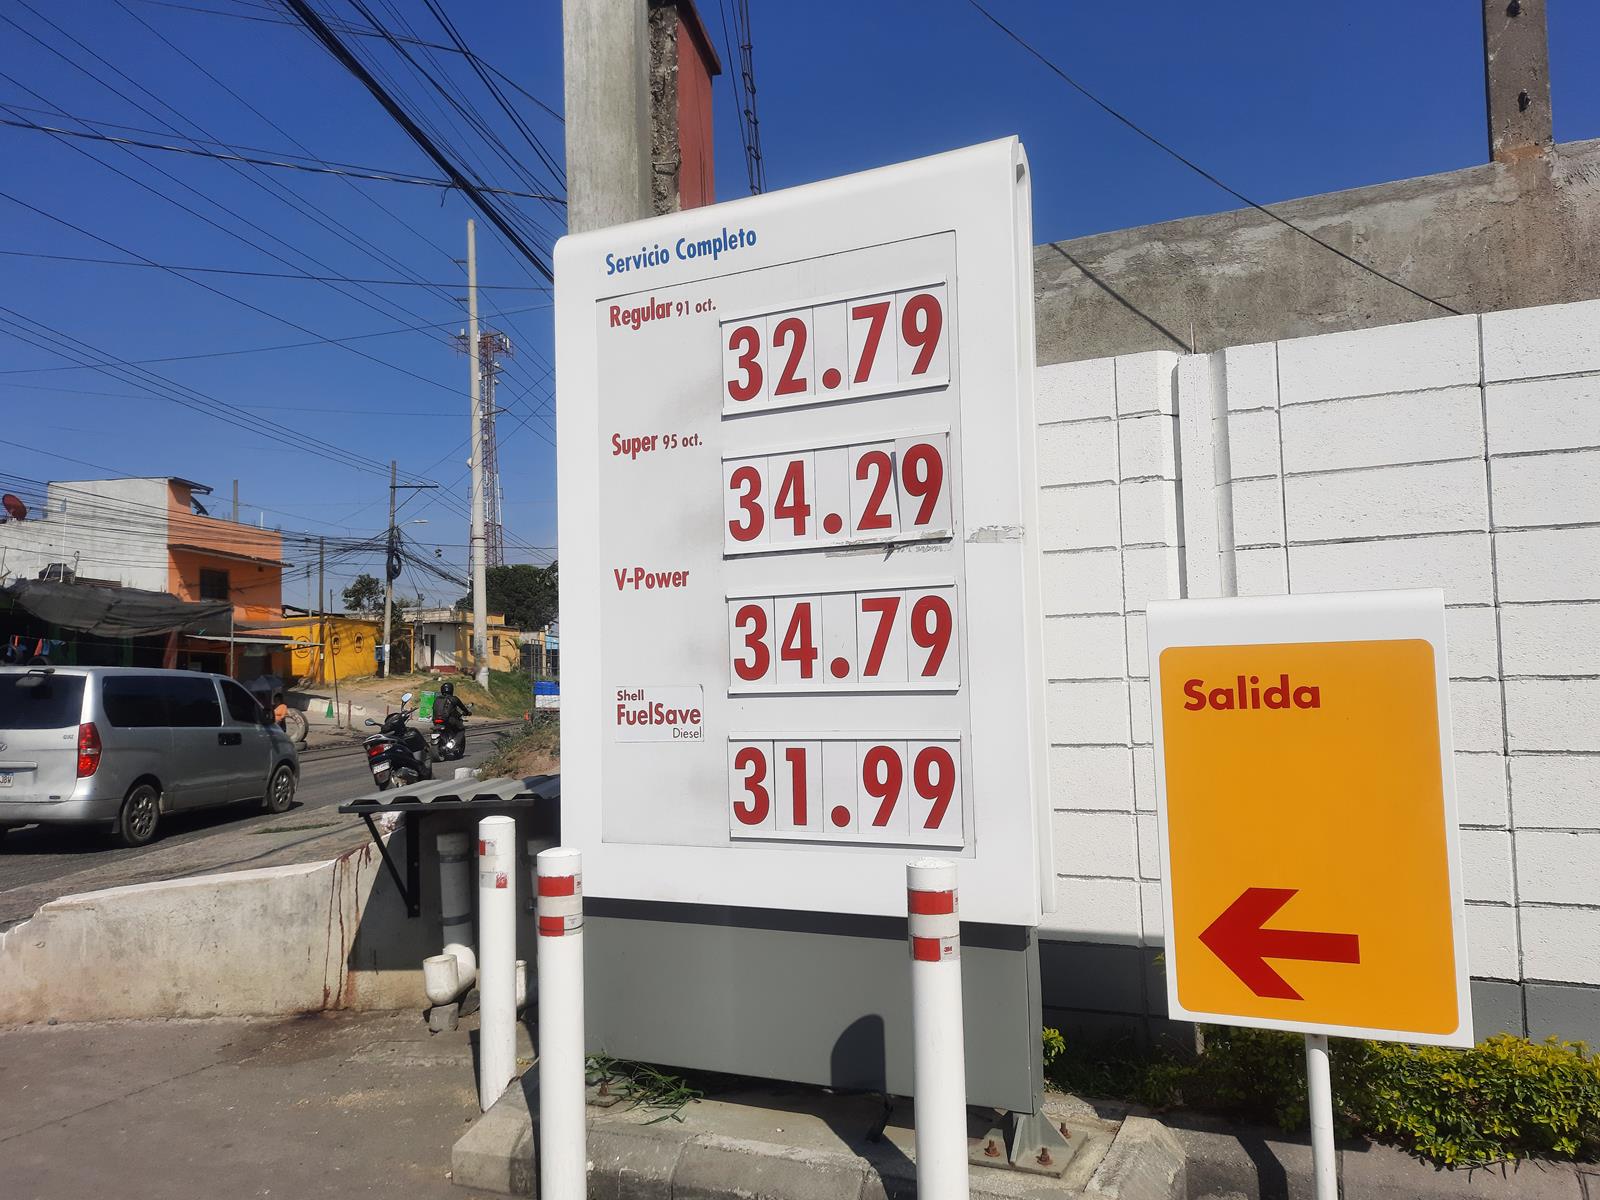 Servicio Completo
Regular 91 oct.
32.79
Super 95 oct.
34.29
V-Power
34.79
Shell
FuelSave
Diesel
31.99
Salida
3M